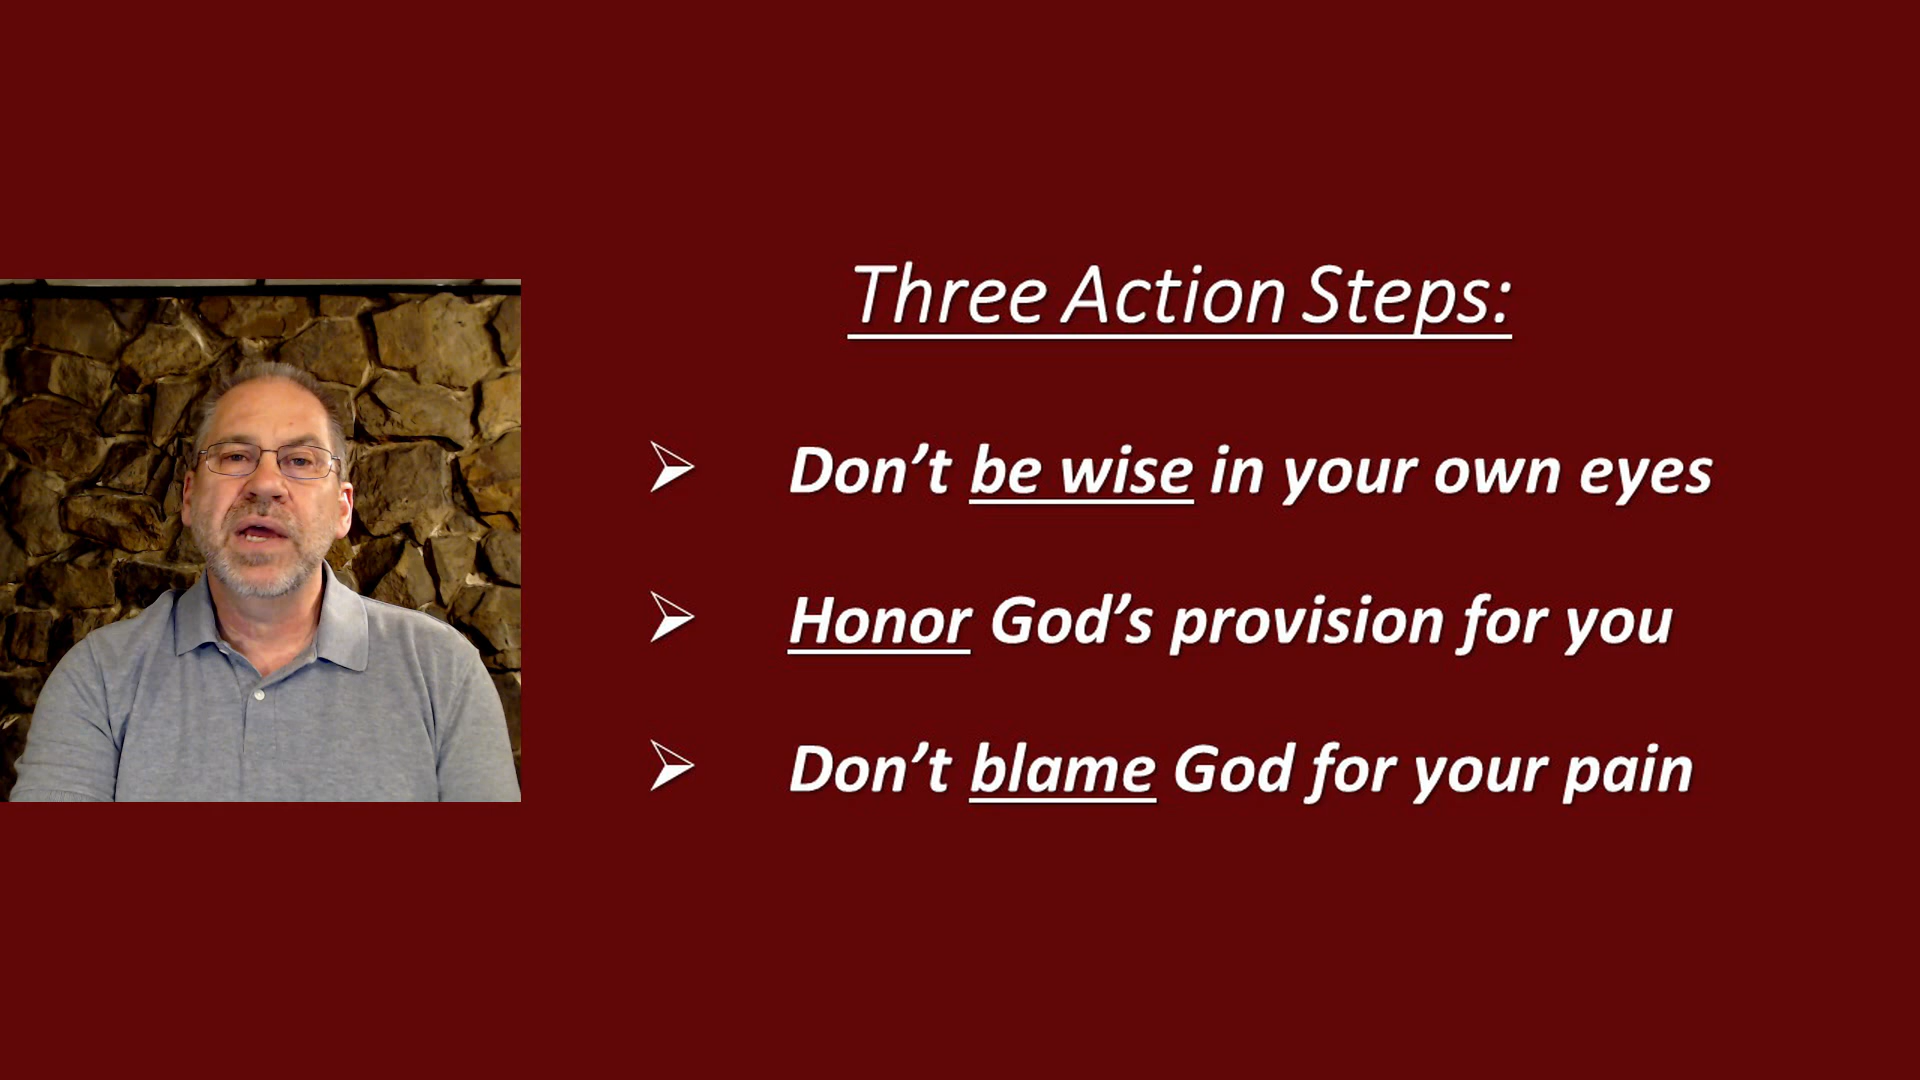 Three Action Steps:
Don’t be wise in your own eyes
Honor God’s provision for you
Don’t blame God for your pain